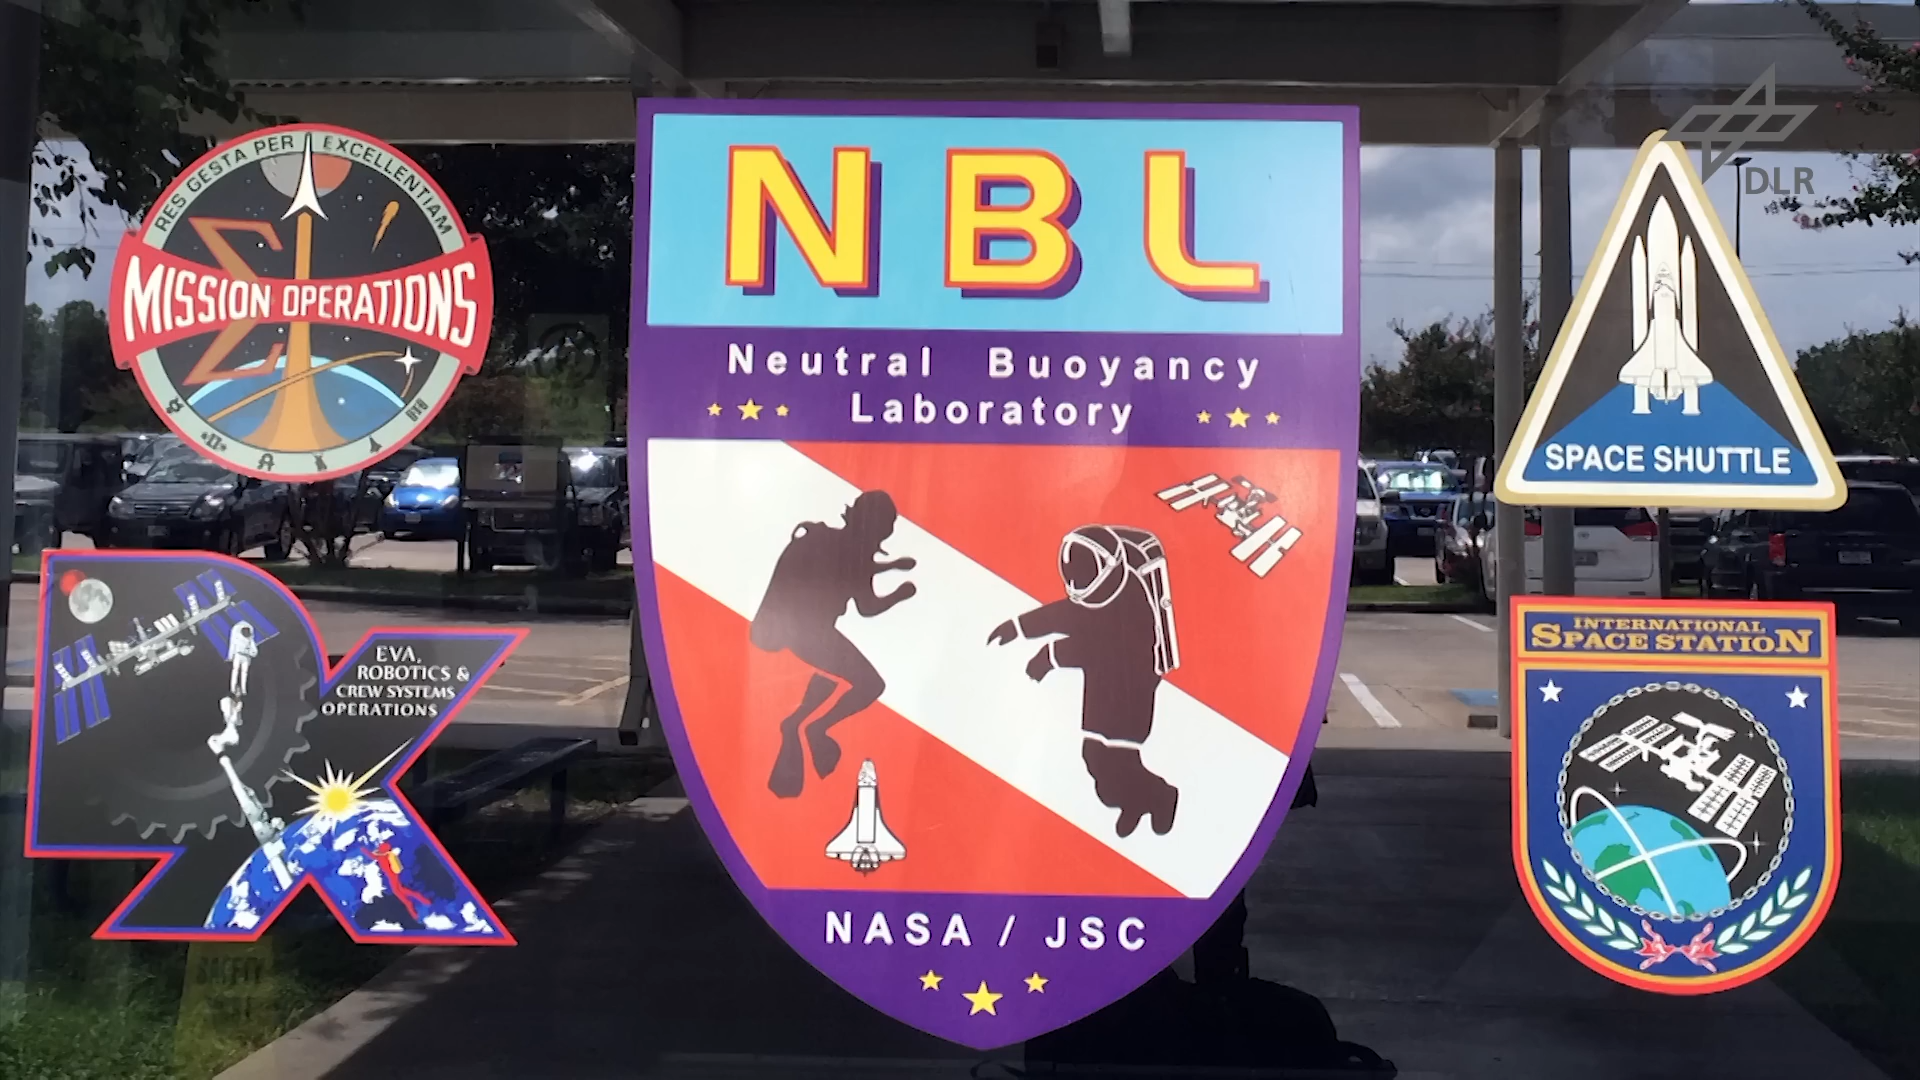 RES GESTA PER EXCELLENTIAM
MISSION OPERATIONS
NBL
Neutral Buoyancy
Laboratory
NASA / JSC
DLR
SPACE SHUTTLE
EVA,
ROBOTICS &
CREW SYSTEMS
OPERATIONS
INTERNATIONAL
SPACE STATION
SAFETY